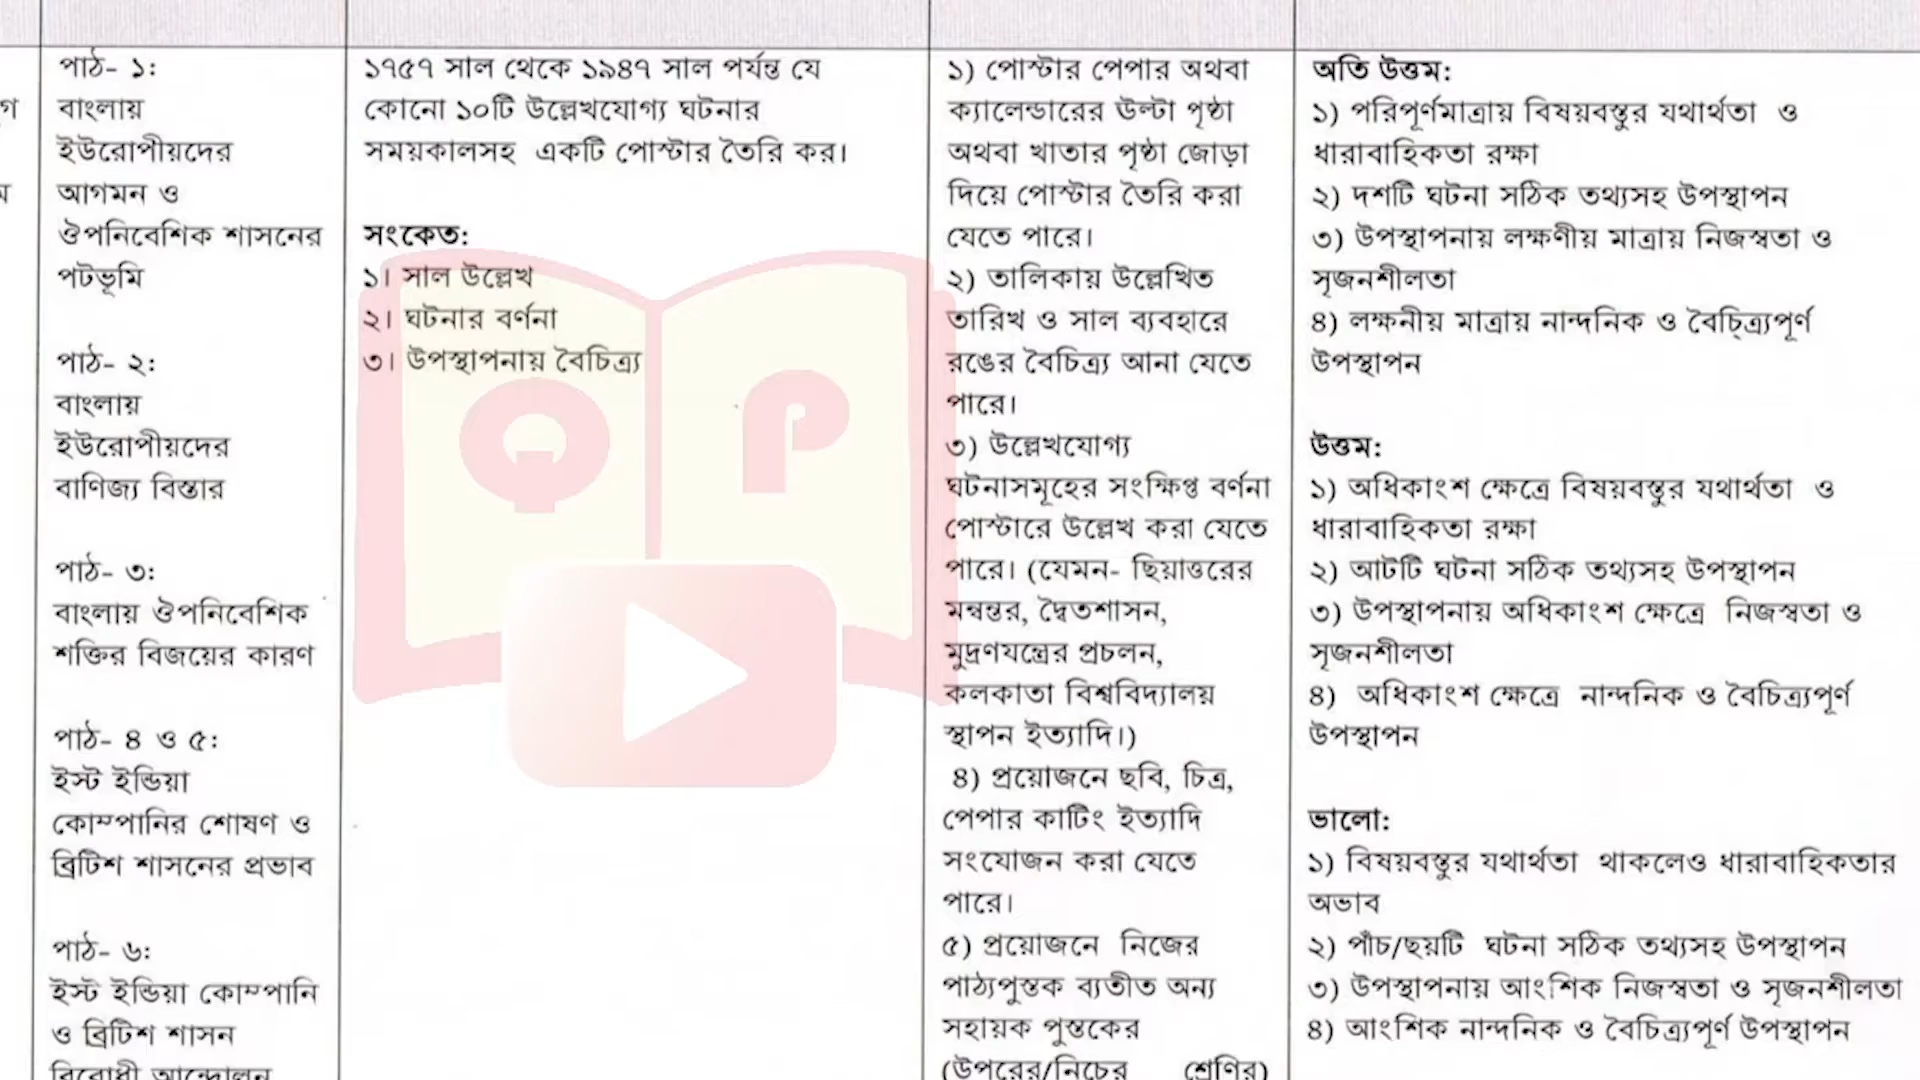 পাঠ- ১:
বাংলায়
ইউরোপীয়দের
আগমন ও
ঔপনিবেশিক শাসনের
পটভূমি
পাঠ- ২:
বাংলায়
ইউরোপীয়দের
বাণিজ্য বিস্তার
পাঠ- ৩:
বাংলায় ঔপনিবেশিক
শক্তির বিজয়ের কারণ
পাঠ- ৪ ও ৫:
ইস্ট ইন্ডিয়া
কোম্পানির শোষণ ও
ব্রিটিশ শাসনের প্রভাব
পাঠ- ৬:
ইস্ট ইন্ডিয়া কোম্পানি
ও ব্রিটিশ শাসন
বিরোধী আন্দোলন
১৭৫৭ সাল থেকে ১৯৪৭ সাল পর্যন্ত যে
কোনো ১০টি উল্লেখযোগ্য ঘটনার
সময়কালসহ একটি পোস্টার তৈরি কর।
সংকেত:
১। সাল উল্লেখ
২। ঘটনার বর্ণনা
৩। উপস্থাপনায় বৈচিত্র্য
Q P
১) পোস্টার পেপার অথবা
ক্যালেন্ডারের উল্টা পৃষ্ঠা
অথবা খাতার পৃষ্ঠা জোড়া
দিয়ে পোস্টার তৈরি করা
যেতে পারে।
২) তালিকায় উল্লেখিত
তারিখ ও সাল ব্যবহারে
রঙের বৈচিত্র্য আনা যেতে
পারে।
৩) উল্লেখযোগ্য
ঘটনাসমূহের সংক্ষিপ্ত বর্ণনা
পোস্টারে উল্লেখ করা যেতে
পারে। (যেমন- ছিয়াত্তরের
মন্বন্তর, দ্বৈতশাসন,
মুদ্রণযন্ত্রের প্রচলন,
কলকাতা বিশ্ববিদ্যালয়
স্থাপন ইত্যাদি।)
৪) প্রয়োজনে ছবি, চিত্র,
পেপার কাটিং ইত্যাদি
সংযোজন করা যেতে
পারে।
৫) প্রয়োজনে নিজের
পাঠ্যপুস্তক ব্যতীত অন্য
সহায়ক পুস্তকের
(উপরের/নিচের শ্রেণির)
অতি উত্তম:
১) পরিপূর্ণমাত্রায় বিষয়বস্তুর যথার্থতা ও
ধারাবাহিকতা রক্ষা
২) দশটি ঘটনা সঠিক তথ্যসহ উপস্থাপন
৩) উপস্থাপনায় লক্ষণীয় মাত্রায় নিজস্বতা ও
সৃজনশীলতা
৪) লক্ষনীয় মাত্রায় নান্দনিক ও বৈচিত্র্যপূর্ণ
উপস্থাপন
উত্তম:
১) অধিকাংশ ক্ষেত্রে বিষয়বস্তুর যথার্থতা ও
ধারাবাহিকতা রক্ষা
২) আটটি ঘটনা সঠিক তথ্যসহ উপস্থাপন
৩) উপস্থাপনায় অধিকাংশ ক্ষেত্রে নিজস্বতা ও
সৃজনশীলতা
৪) অধিকাংশ ক্ষেত্রে নান্দনিক ও বৈচিত্র্যপূর্ণ
উপস্থাপন
ভালো:
১) বিষয়বস্তুর যথার্থতা থাকলেও ধারাবাহিকতার
অভাব
২) পাঁচ/ছয়টি ঘটনা সঠিক তথ্যসহ উপস্থাপন
৩) উপস্থাপনায় আংশিক নিজস্বতা ও সৃজনশীলতা
৪) আংশিক নান্দনিক ও বৈচিত্র্যপূর্ণ উপস্থাপন